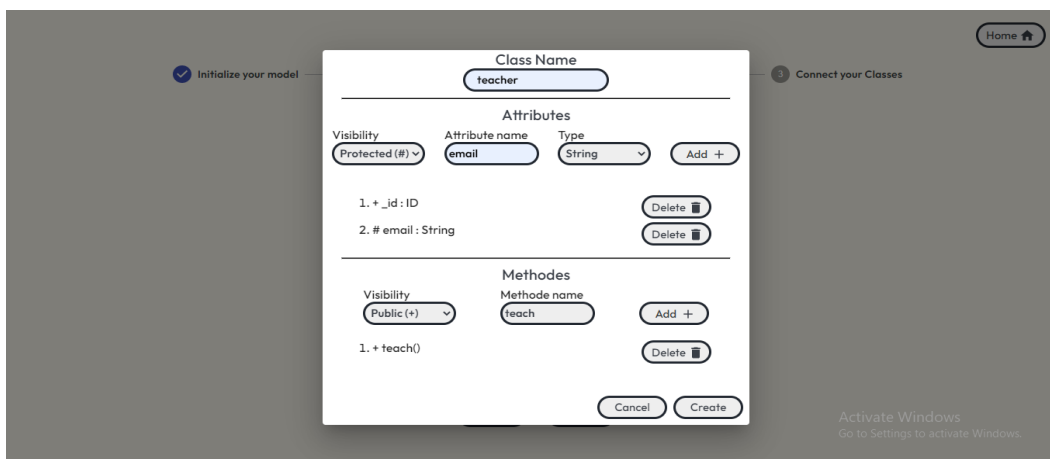 Home
Initialize your model
3 Connect your Classes
Class Name
teacher
Attributes
Visibility Attribute name Type
Protected (#) email String Add +
1. + _id : ID Delete
2. # email : String Delete
Methodes
Visibility Methode name
Public (+) teach Add +
1. + teach() Delete
Cancel Create
Activate Windows
Go to Settings to activate Windows.